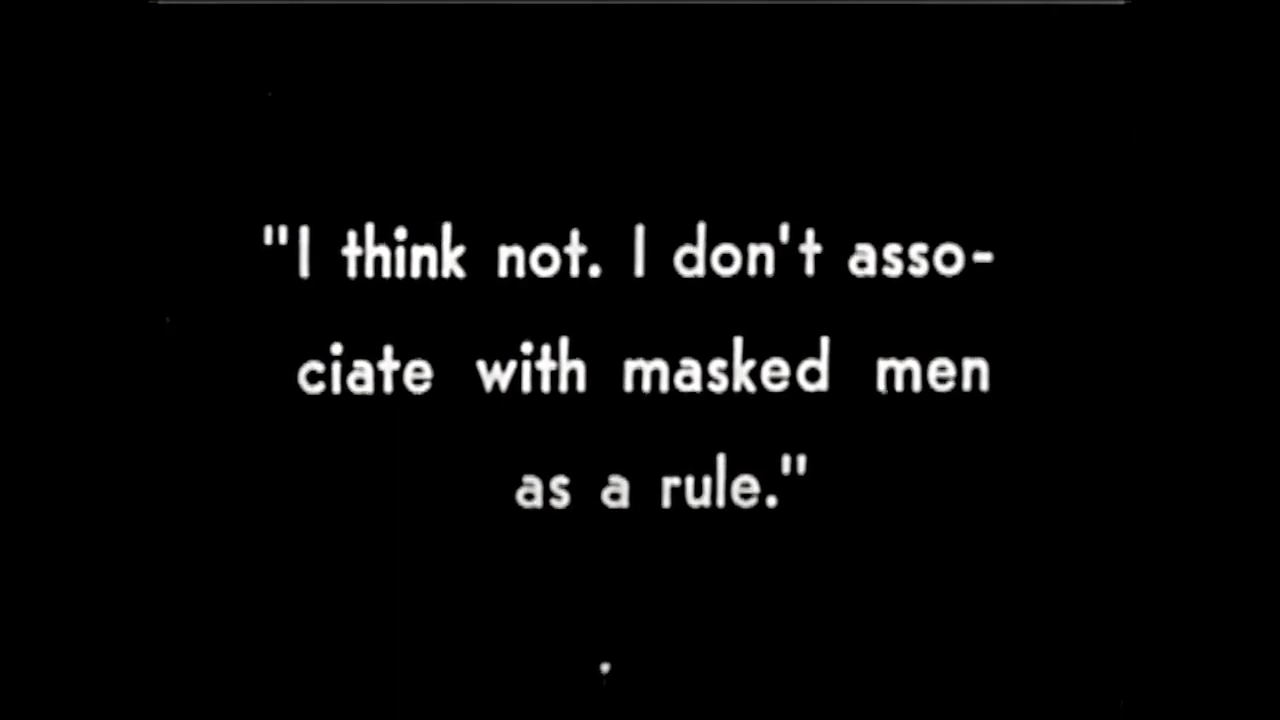 "I think not. I don't asso-
ciate with masked men
as a rule."